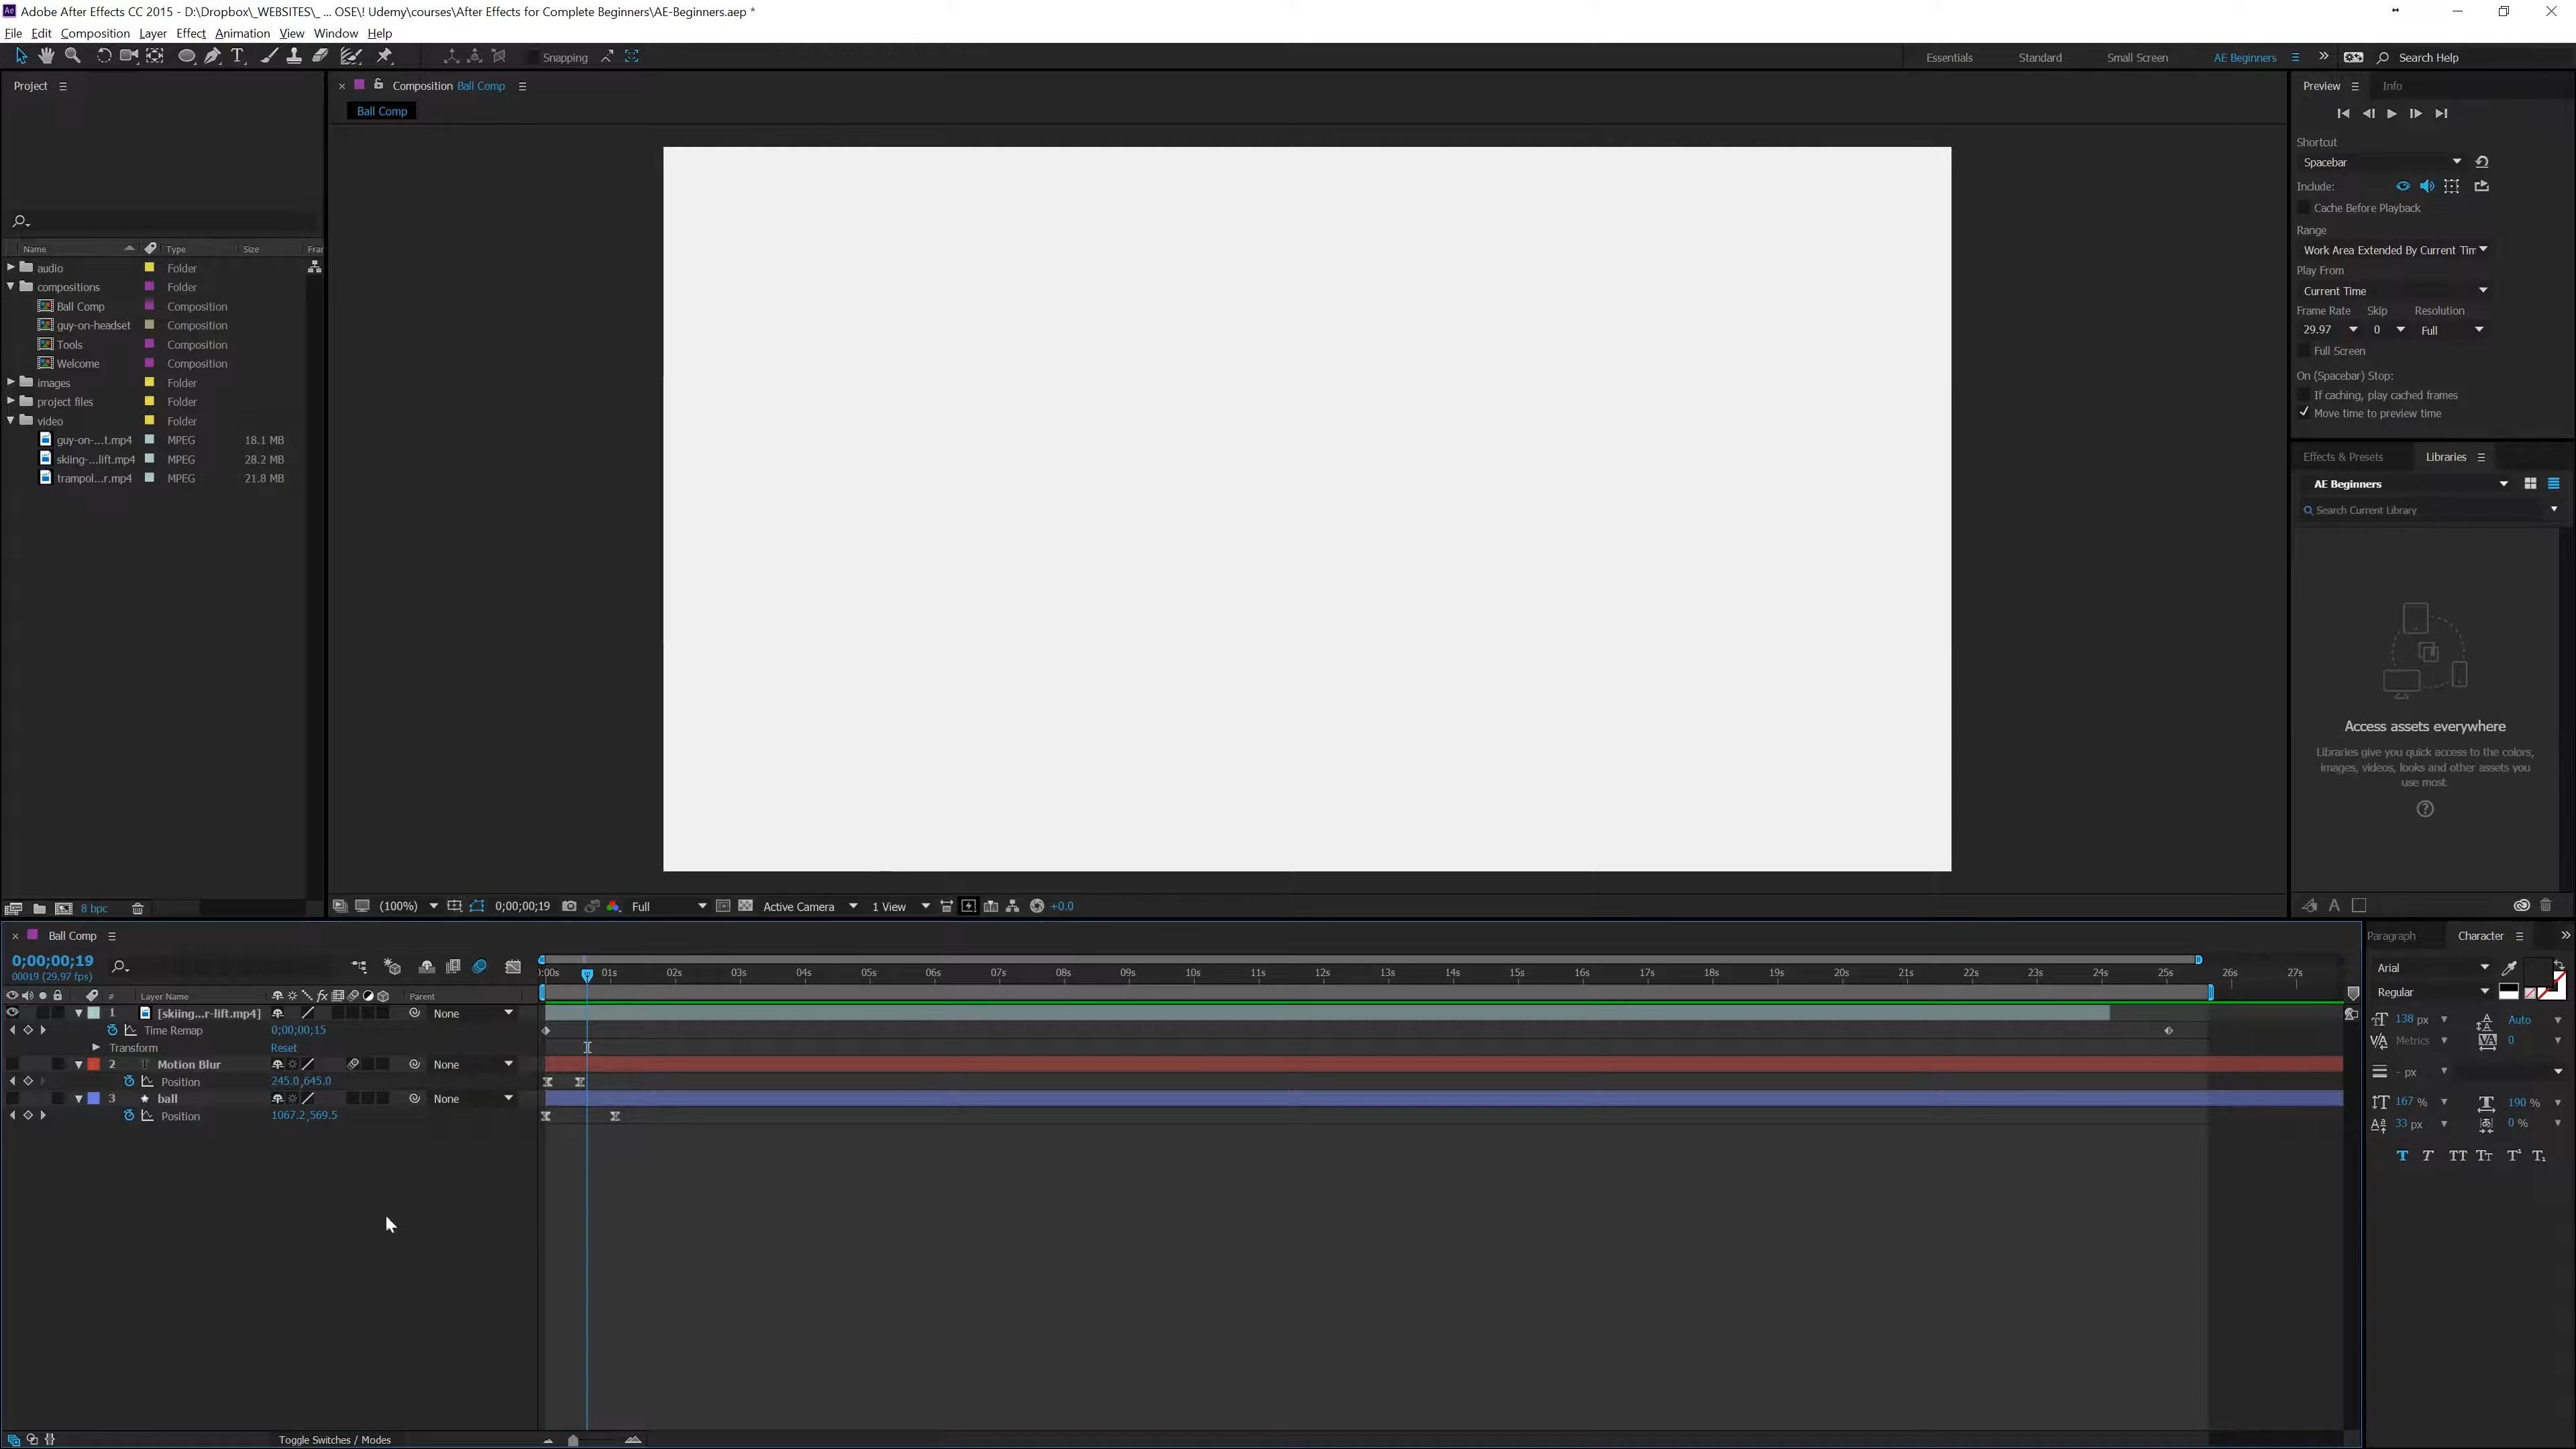 Adobe After Effects CC 2015 - D:\Dropbox\_WEBSITES\_ ... OSE\! Udemy\courses\After Effects for Complete Beginners\AE-Beginners.aep *
File Edit Composition Layer Effect Animation View Window Help
Snapping
Essentials Standard Small Screen AE Beginners Search Help
Project
Composition Ball Comp
Ball Comp
Name Type Size Frar
audio Folder
compositions Folder
Ball Comp Composition
guy-on-headset Composition
Tools Composition
Welcome Composition
images Folder
project files Folder
video Folder
guy-on-...t.mp4 MPEG 18.1 MB
skiing-...lift.mp4 MPEG 28.2 MB
trampol...r.mp4 MPEG 21.8 MB
8 bpc
(100%) 0;00;00;19 Full Active Camera 1 View +0.0
Preview Info
Shortcut
Spacebar
Include:
Cache Before Playback
Range
Work Area Extended By Current Tim
Play From
Current Time
Frame Rate Skip Resolution
29.97 0 Full
Full Screen
On (Spacebar) Stop:
If caching, play cached frames
Move time to preview time
Effects & Presets Libraries
AE Beginners
Search Current Library
Access assets everywhere
Libraries give you quick access to the colors,
images, videos, looks and other assets you
use most.
Ball Comp
0;00;00;19
00019 (29.97 fps)
# Layer Name Parent
):00s 01s 02s 03s 04s 05s 06s 07s 08s 09s 10s 11s 12s 13s 14s 15s 16s 17s 18s 19s 20s 21s 22s 23s 24s 25s 26s 27s
1 [skiing...r-lift.mp4] None
Time Remap 0;00;00;15
Transform Reset
2 Motion Blur None
Position 245.0,645.0
3 ball None
Position 1067.2,569.5
Toggle Switches / Modes
Paragraph Character
Arial
Regular
138 px Auto
Metrics 0
- px
167 % 190 %
33 px 0 %
T T TT TT T¹ T₁